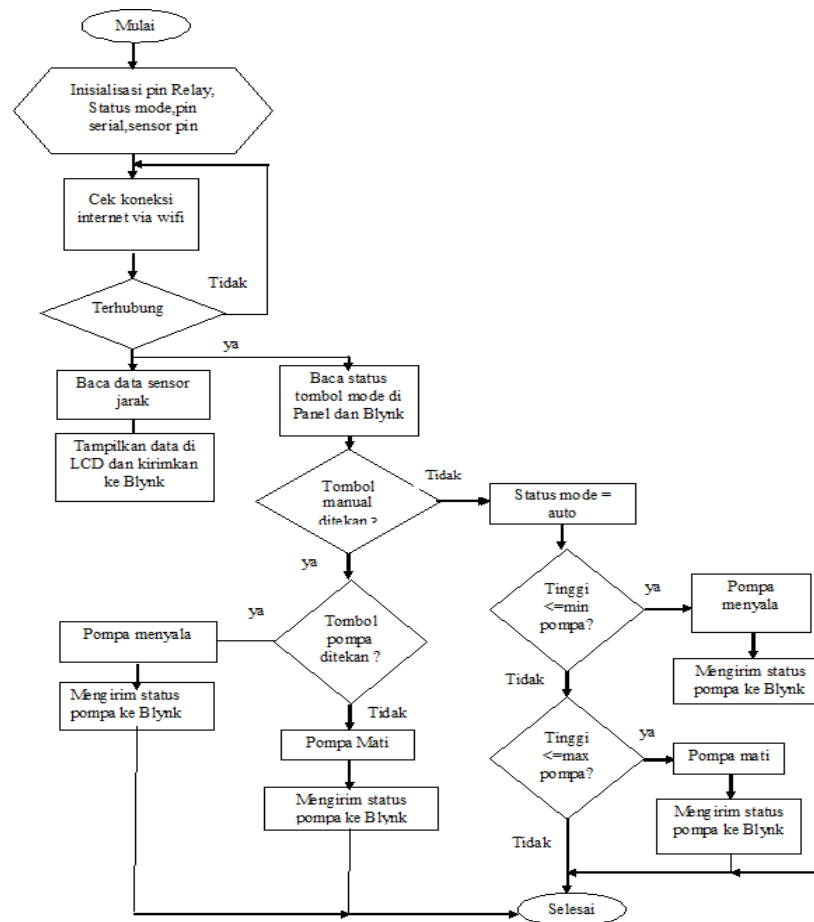 Mulai
Inisialisasi pin Relay,
Status mode,pin
serial,sensor pin
Cek koneksi
internet via wifi
Tidak
Terhubung
ya
Baca data sensor
jarak
Tampilkan data di
LCD dan kirimkan
ke Blynk
Baca status
tombol mode di
Panel dan Blynk
Tidak
Tombol
manual
ditekan ?
Status mode =
auto
ya
ya
Tombol
pompa
ditekan ?
Pompa menyala
Mengirim status
pompa ke Blynk
Tidak
Pompa Mati
Mengirim status
pompa ke Blynk
Tinggi
<=min
pompa?
ya
Pompa
menyala
Mengirim status
pompa ke Blynk
Tidak
Tinggi
<=max
pompa?
ya
Pompa mati
Mengirim status
pompa ke Blynk
Tidak
Selesai